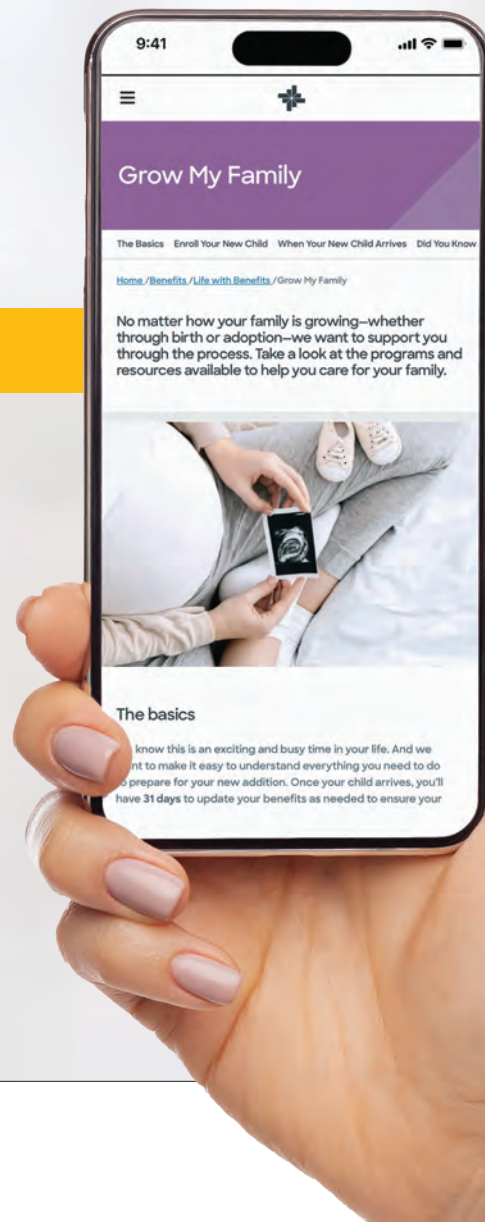 9:41
Grow My Family
The Basics Enroll Your New Child When Your New Child Arrives Did You Know
Home /Benefits /Life with Benefits /Grow My Family
No matter how your family is growing—whether
through birth or adoption—we want to support you
through the process. Take a look at the programs and
resources available to help you care for your family.
The basics
know this is an exciting and busy time in your life. And we
to make it easy to understand everything you need to do
prepare for your new addition. Once your child arrives, you'll
have 31 days to update your benefits as needed to ensure your